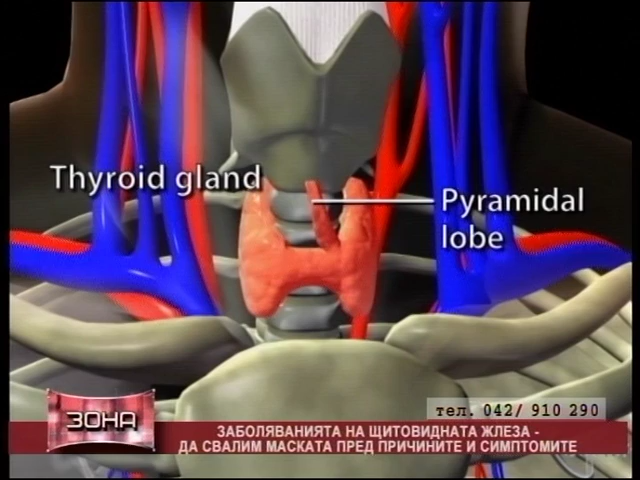 Thyroid gland
Pyramidal
lobe
тел. 042/ 910 290
ЗОНА
ЗАБОЛЯВАНИЯТА НА ЩИТОВИДНАТА ЖЛЕЗА -
ДА СВАЛИМ МАСКАТА ПРЕД ПРИЧИНИТЕ И СИМПТОМИТЕ